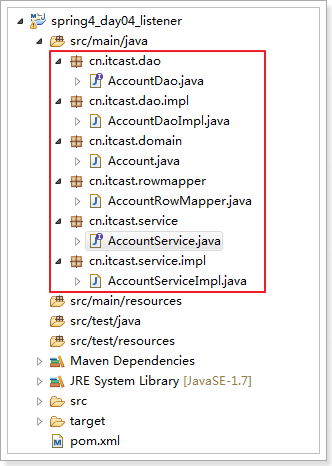 spring4_day04_listener
src/main/java
cn.itcast.dao
AccountDao.java
cn.itcast.dao.impl
AccountDaoImpl.java
cn.itcast.domain
Account.java
cn.itcast.rowmapper
AccountRowMapper.java
cn.itcast.service
AccountService.java
cn.itcast.service.impl
AccountServiceImpl.java
src/main/resources
src/test/java
src/test/resources
Maven Dependencies
JRE System Library [JavaSE-1.7]
src
target
pom.xml